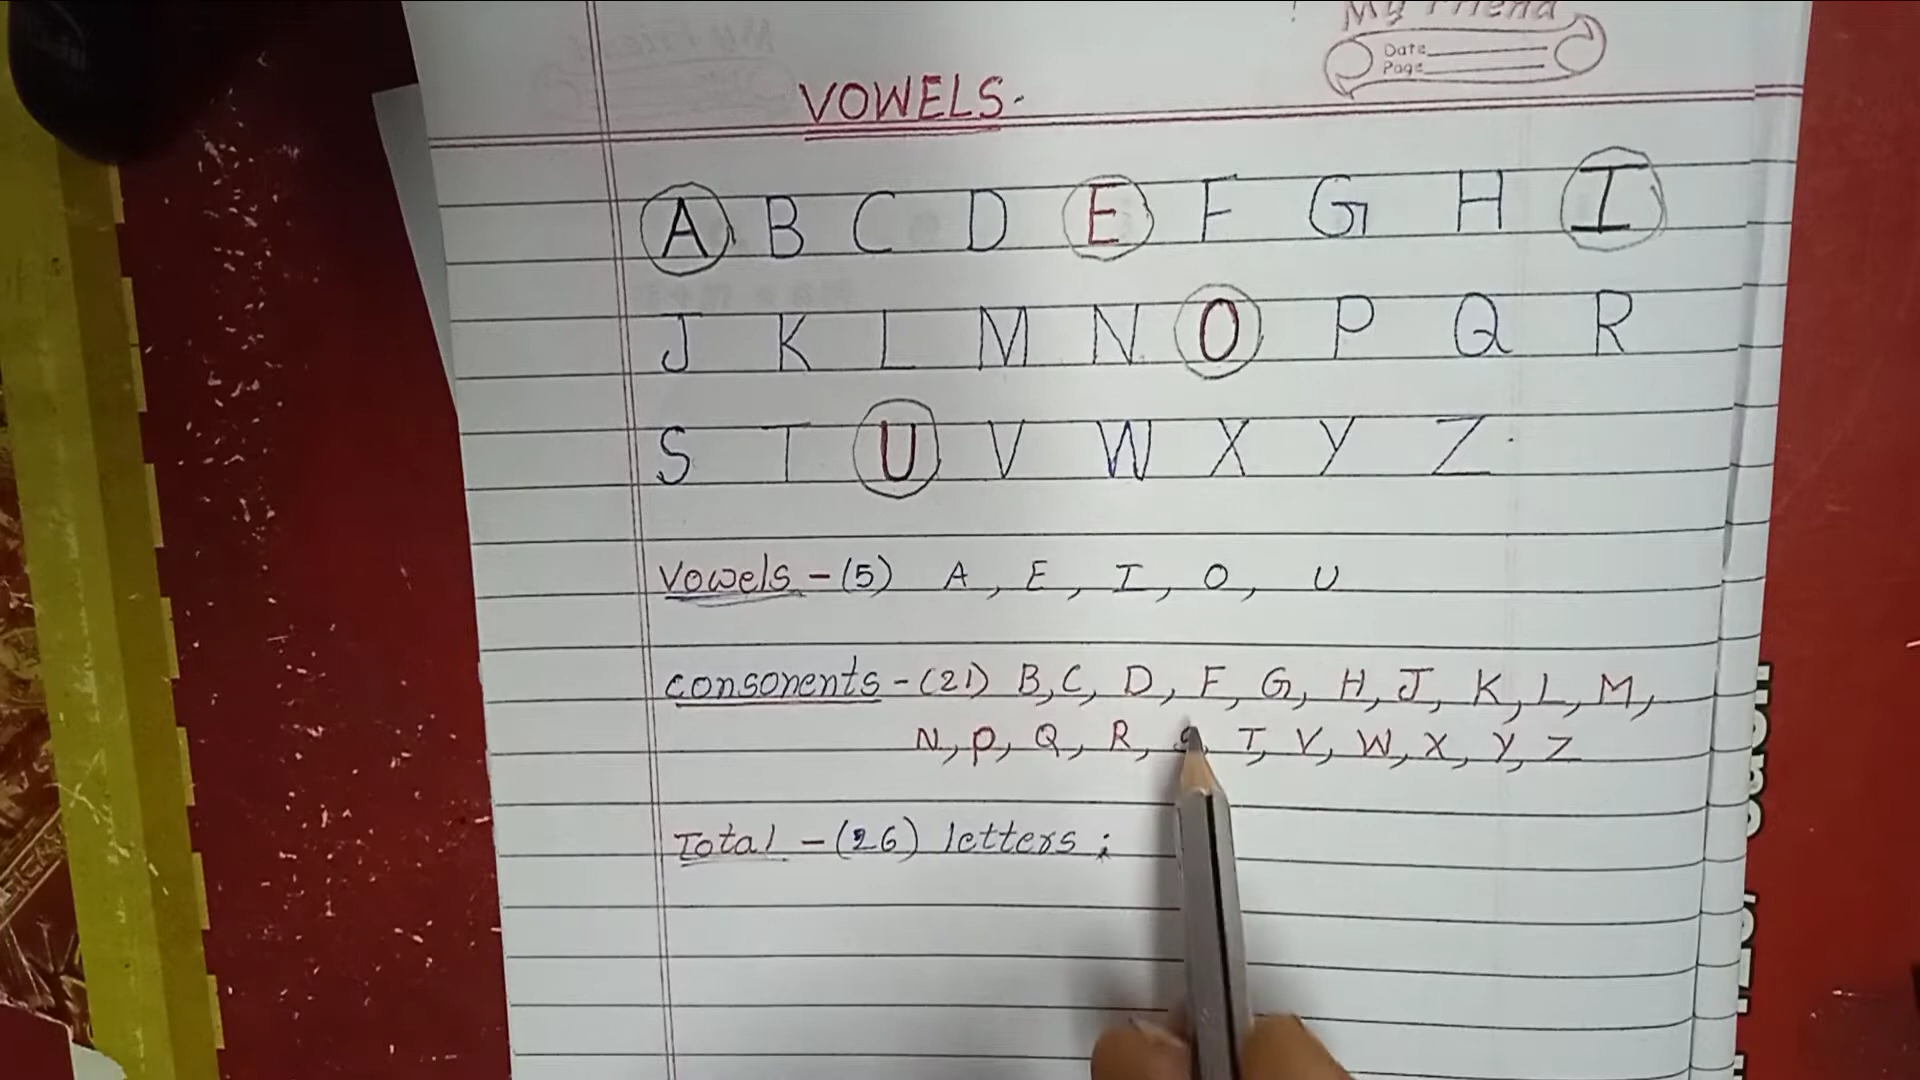 My Friend
Date
Page
VOWELS.
A B C D E F G H I
J K L M N O P Q R
S T U V W X Y Z.
Vowels - (5) A, E, I, O, U
consonents - (21) B, C, D, F, G, H, J, K, L, M,
N, P, Q, R, S, T, V, W, X, Y, Z
Total - (26) letters;